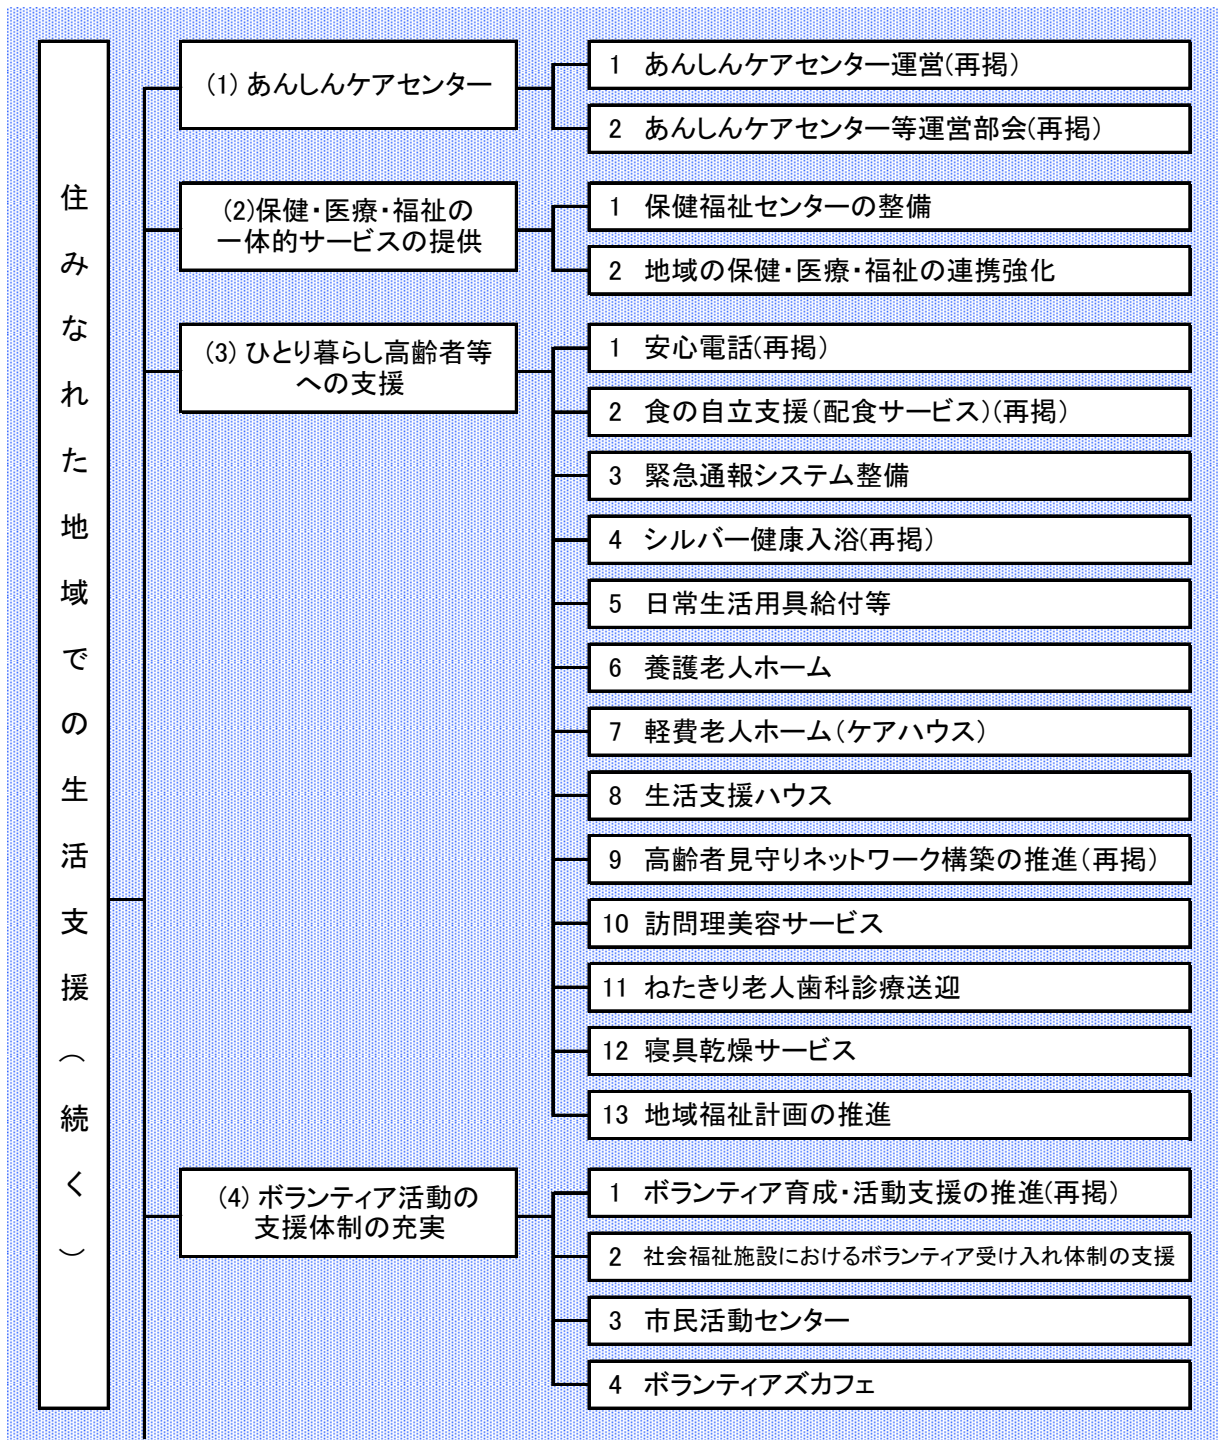 住みなれた地域での生活支援（続く）
(1) あんしんケアセンター
1 あんしんケアセンター運営(再掲)
2 あんしんケアセンター等運営部会(再掲)
(2)保健・医療・福祉の
一体的サービスの提供
1 保健福祉センターの整備
2 地域の保健・医療・福祉の連携強化
(3) ひとり暮らし高齢者等
への支援
1 安心電話(再掲)
2 食の自立支援(配食サービス)(再掲)
3 緊急通報システム整備
4 シルバー健康入浴(再掲)
5 日常生活用具給付等
6 養護老人ホーム
7 軽費老人ホーム(ケアハウス)
8 生活支援ハウス
9 高齢者見守りネットワーク構築の推進(再掲)
10 訪問理美容サービス
11 ねたきり老人歯科診療送迎
12 寝具乾燥サービス
13 地域福祉計画の推進
(4) ボランティア活動の
支援体制の充実
1 ボランティア育成・活動支援の推進(再掲)
2 社会福祉施設におけるボランティア受け入れ体制の支援
3 市民活動センター
4 ボランティアズカフェ